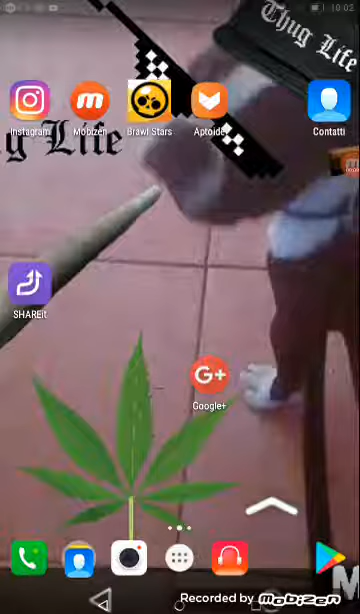 10:02
Thug Life
Instagram
Mobizen
Brawl Stars
Aptoide
Contatti
g Life
SHAREit
G+
Google+
Recorded by mobizen
M